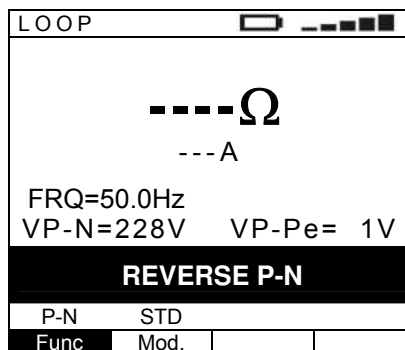 LOOP
----Ω
---A
FRQ=50.0Hz
VP-N=228V VP-Pe= 1V
REVERSE P-N
P-N STD
Func Mod.